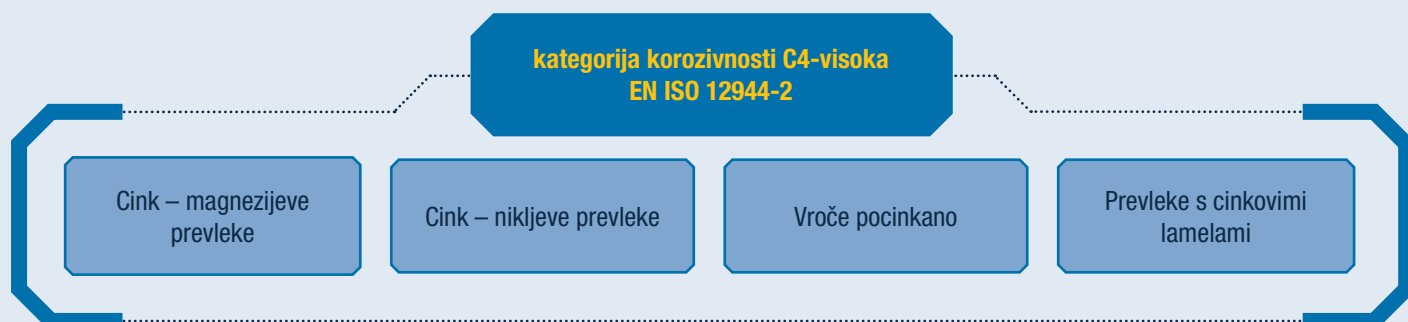 kategorija korozivnosti C4-visoka
EN ISO 12944-2
Cink – magnezijeve
prevleke
Cink – nikljeve prevleke
Vroče pocinkano
Prevleke s cinkovimi
lamelami